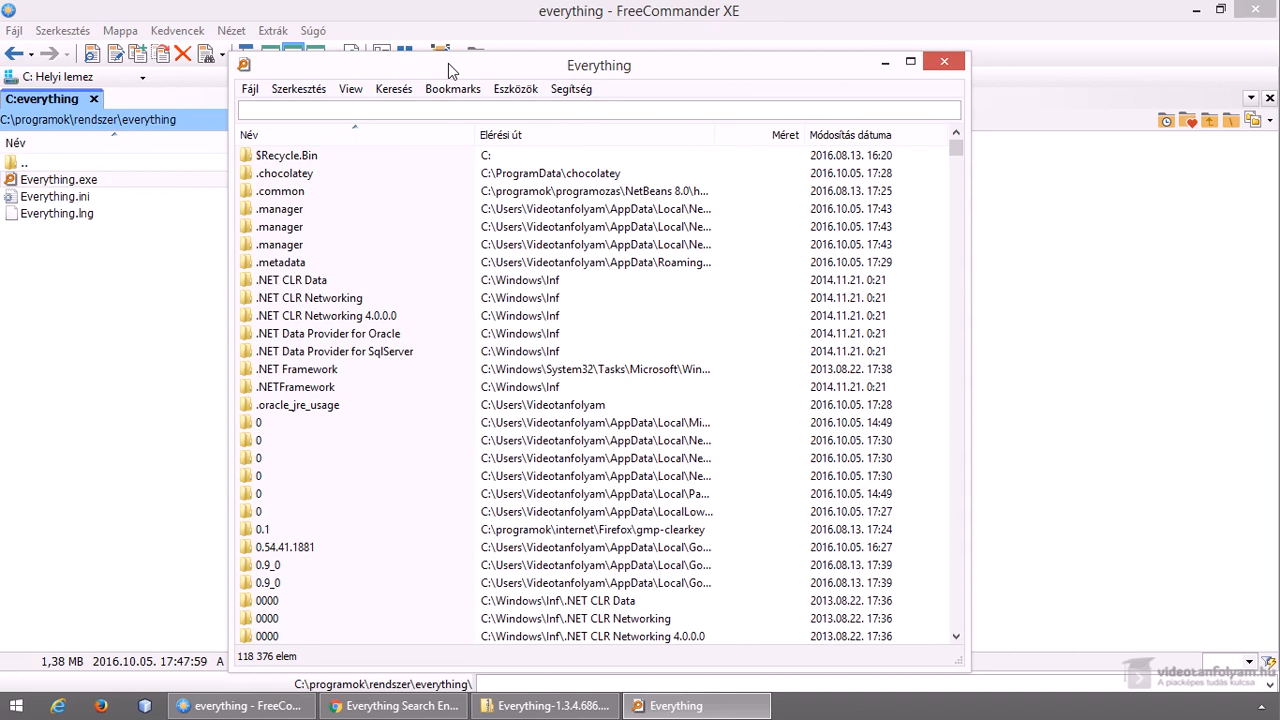 everything - FreeCommander XE
Fájl Szerkesztés Mappa Kedvencek Nézet Extrák Súgó
C: Helyi lemez
C:everything
C:\programok\rendszer\everything
Név
..
Everything.exe
Everything.ini
Everything.lng
Everything
Fájl Szerkesztés View Keresés Bookmarks Eszközök Segítség
Név Elérési út Méret Módosítás dátuma
$Recycle.Bin C: 2016.08.13. 16:20
.chocolatey C:\ProgramData\chocolatey 2016.10.05. 17:28
.common C:\programok\programozas\NetBeans 8.0\h... 2016.08.13. 17:25
.manager C:\Users\Videotanfolyam\AppData\Local\Ne... 2016.10.05. 17:43
.manager C:\Users\Videotanfolyam\AppData\Local\Ne... 2016.10.05. 17:43
.manager C:\Users\Videotanfolyam\AppData\Local\Ne... 2016.10.05. 17:43
.metadata C:\Users\Videotanfolyam\AppData\Roaming... 2016.10.05. 17:29
.NET CLR Data C:\Windows\Inf 2014.11.21. 0:21
.NET CLR Networking C:\Windows\Inf 2014.11.21. 0:21
.NET CLR Networking 4.0.0.0 C:\Windows\Inf 2014.11.21. 0:21
.NET Data Provider for Oracle C:\Windows\Inf 2014.11.21. 0:21
.NET Data Provider for SqlServer C:\Windows\Inf 2014.11.21. 0:21
.NET Framework C:\Windows\System32\Tasks\Microsoft\Win... 2013.08.22. 17:38
.NETFramework C:\Windows\Inf 2014.11.21. 0:21
.oracle_jre_usage C:\Users\Videotanfolyam 2016.10.05. 17:28
0 C:\Users\Videotanfolyam\AppData\Local\Mi... 2016.10.05. 14:49
0 C:\Users\Videotanfolyam\AppData\Local\Ne... 2016.10.05. 17:30
0 C:\Users\Videotanfolyam\AppData\Local\Ne... 2016.10.05. 17:30
0 C:\Users\Videotanfolyam\AppData\Local\Ne... 2016.10.05. 17:30
0 C:\Users\Videotanfolyam\AppData\Local\Pa... 2016.10.05. 14:49
0 C:\Users\Videotanfolyam\AppData\LocalLow... 2016.10.05. 17:27
0.1 C:\programok\internet\Firefox\gmp-clearkey 2016.08.13. 17:24
0.54.41.1881 C:\Users\Videotanfolyam\AppData\Local\Go... 2016.10.05. 16:27
0.9_0 C:\Users\Videotanfolyam\AppData\Local\Go... 2016.08.13. 17:39
0.9_0 C:\Users\Videotanfolyam\AppData\Local\Go... 2016.08.13. 17:39
0000 C:\Windows\Inf\.NET CLR Data 2013.08.22. 17:36
0000 C:\Windows\Inf\.NET CLR Networking 2013.08.22. 17:36
0000 C:\Windows\Inf\.NET CLR Networking 4.0.0.0 2013.08.22. 17:36
118 376 elem
1,38 MB 2016.10.05. 17:47:59 A
C:\programok\rendszer\everything\
videotanfolyam.hu
A piacképes tudás kulcsa
everything - FreeCo... Everything Search En... Everything-1.3.4.686.... Everything